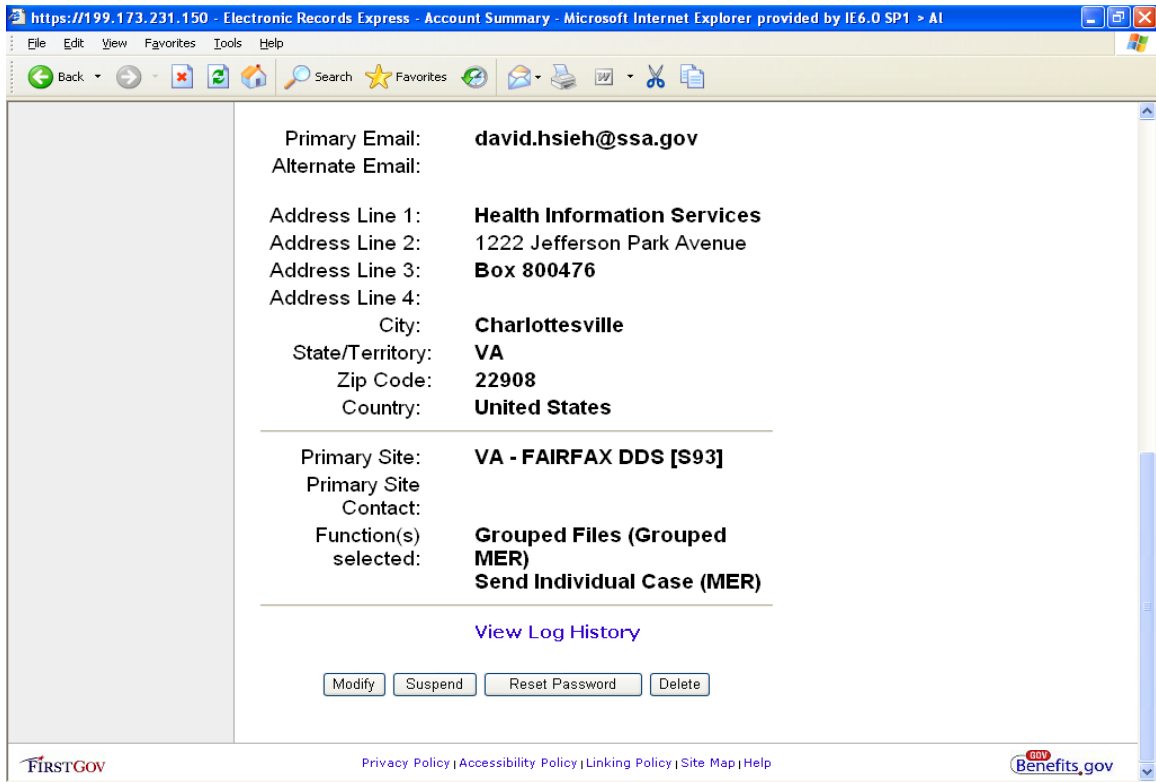 https://199.173.231.150 - Electronic Records Express - Account Summary - Microsoft Internet Explorer provided by IE6.0 SP1 > Al
File Edit View Favorites Tools Help
Back Search Favorites
Primary Email: david.hsieh@ssa.gov
Alternate Email:
Address Line 1: Health Information Services
Address Line 2: 1222 Jefferson Park Avenue
Address Line 3: Box 800476
Address Line 4:
City: Charlottesville
State/Territory: VA
Zip Code: 22908
Country: United States
Primary Site: VA - FAIRFAX DDS [S93]
Primary Site
Contact:
Function(s) Grouped Files (Grouped
selected: MER)
Send Individual Case (MER)
View Log History
Modify Suspend Reset Password Delete
FIRSTGOV Privacy Policy | Accessibility Policy | Linking Policy | Site Map | Help GOV Benefits.gov